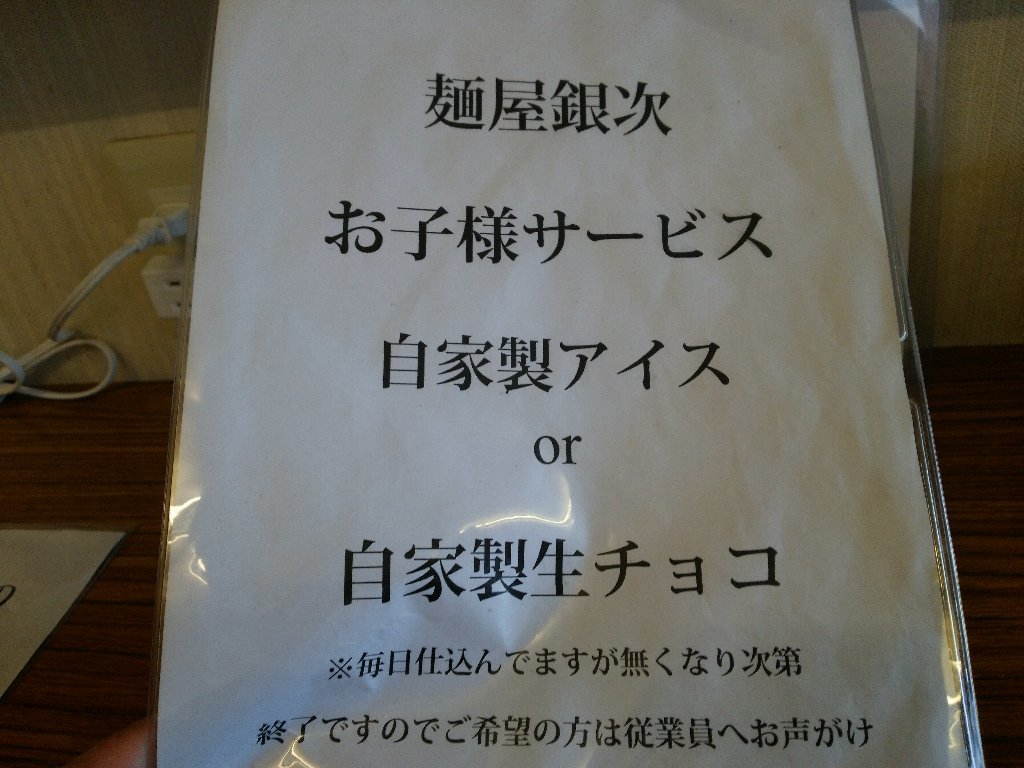 麺屋銀次
お子様サービス
自家製アイス
or
自家製生チョコ
※毎日仕込んでますが無くなり次第
終了ですのでご希望の方は従業員へお声がけ